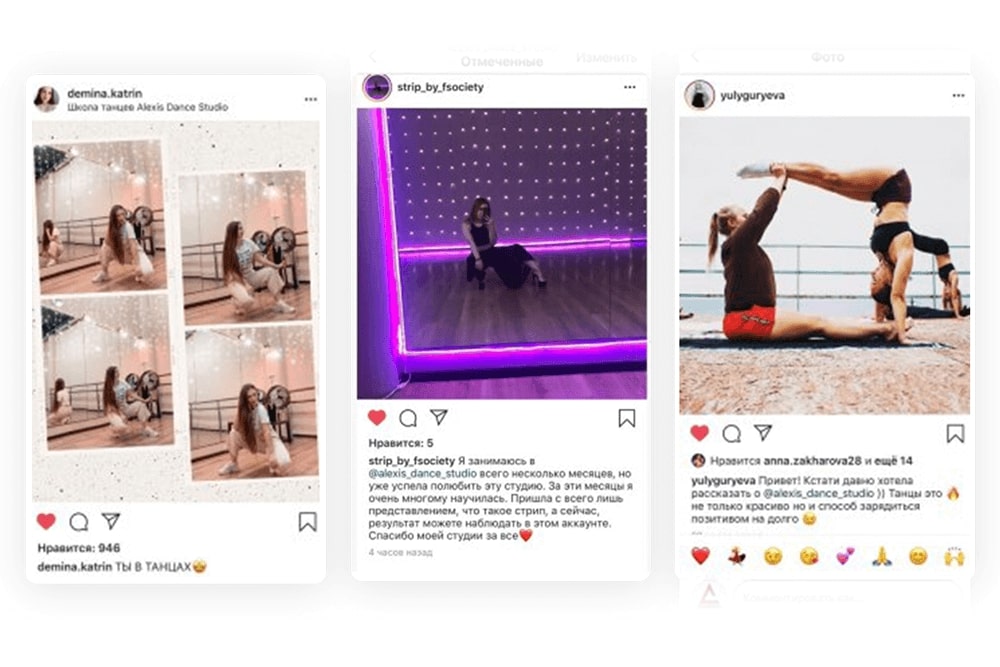 demina.katrin
Школа танцев Alexis Dance Studio
Нравится: 946
demina.katrin ТЫ В ТАНЦАХ🤩
Отмеченные
Изменить
strip_by_fsociety
Нравится: 5
strip_by_fsociety Я занимаюсь в
@alexis_dance_studio всего несколько месяцев, но
уже успела полюбить эту студию. За эти месяцы я
очень многому научилась. Пришла с всего лишь
представлением, что такое стрип, а сейчас,
результат можете наблюдать в этом аккаунте.
Спасибо моей студии за все❤️
4 часов назад
Фото
yulyguryeva
Нравится anna.zakharova28 и ещё 14
yulyguryeva Привет! Кстати давно хотела
рассказать о @alexis_dance_studio )) Танцы это 🔥
не только красиво но и способ зарядиться
позитивом на долго 😉
Комментировать как...